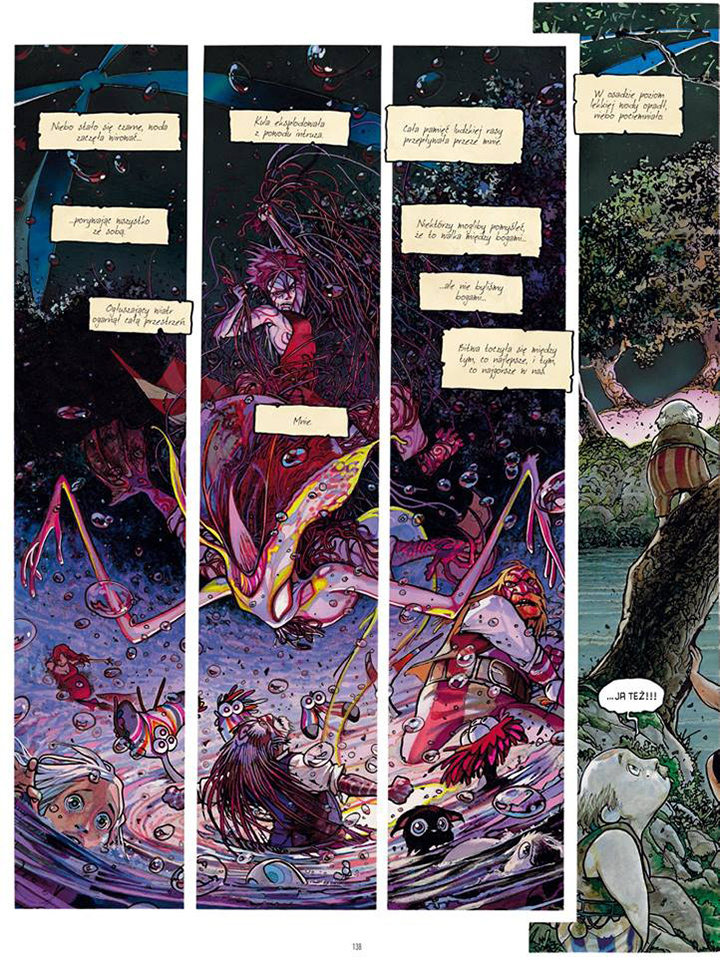 Niebo stało się czarne, woda
zaczęła wirować...
...porywając wszystko
ze sobą.
Ogłuszający wiatr
ogarnął całą przestrzeń.
Kula eksplodowała
z powodu intruza.
Mnie.
Cała pamięć ludzkiej rasy
przepływała przeze mnie.
Niektórzy mogliby pomyśleć,
że to walka między bogami...
...ale nie byliśmy
bogami...
Bitwa toczyła się między
tym, co najlepsze, i tym,
co najgorsze w nas.
W osadzie poziom
lekkiej wody opadł,
niebo pociemniało.
...JA TEŻ!!!
138